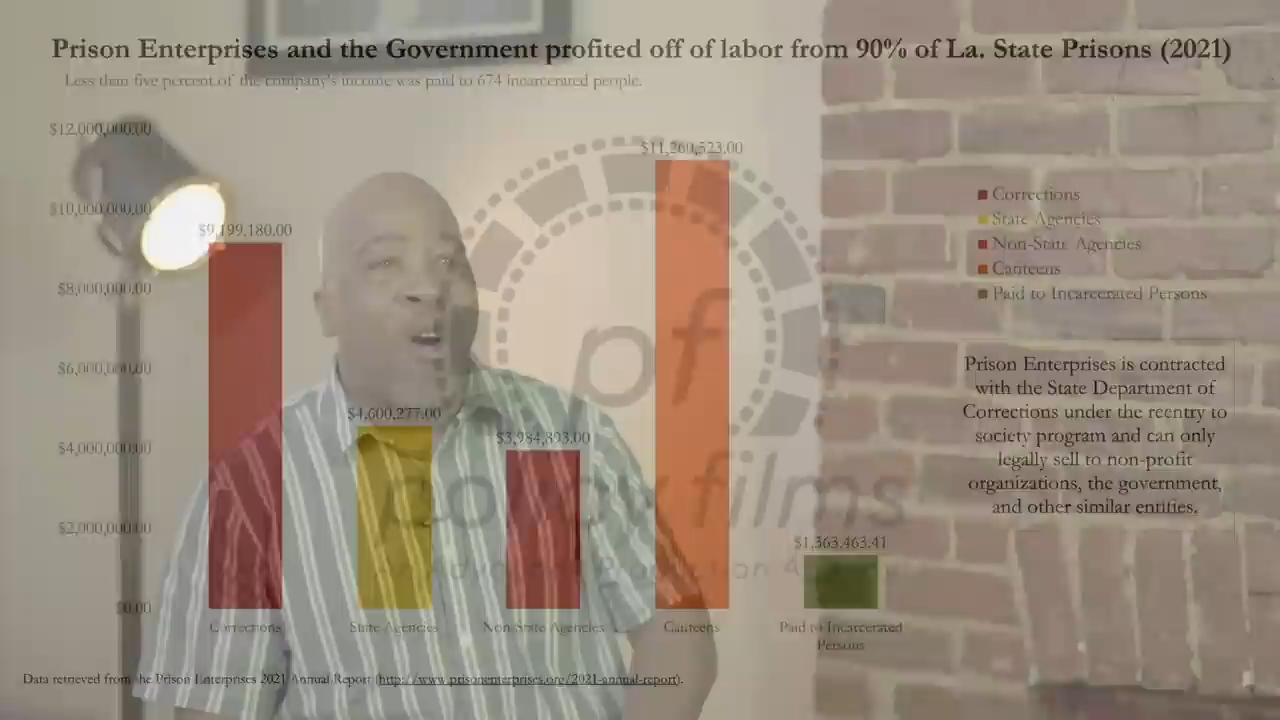 Prison Enterprises and the Government profited off of labor from 90% of La. State Prisons (2021)
Less than five percent of the company's income was paid to 674 incarcerated people.
$12,000,000.00
$10,000,000.00
$8,000,000.00
$6,000,000.00
$4,000,000.00
$2,000,000.00
$0.00
$9,199,180.00
$4,600,277.00
$3,984,893.00
$11,260,523.00
$1,363,463.41
Corrections
State Agencies
Non-State Agencies
Canteens
Paid to Incarcerated
Persons
Corrections
State Agencies
Non-State Agencies
Canteens
Paid to Incarcerated Persons
Prison Enterprises is contracted
with the State Department of
Corrections under the reentry to
society program and can only
legally sell to non-profit
organizations, the government,
and other similar entities.
pf
films
Data retrieved from the Prison Enterprises 2021 Annual Report (http://www.prisonenterprises.org/2021-annual-report).